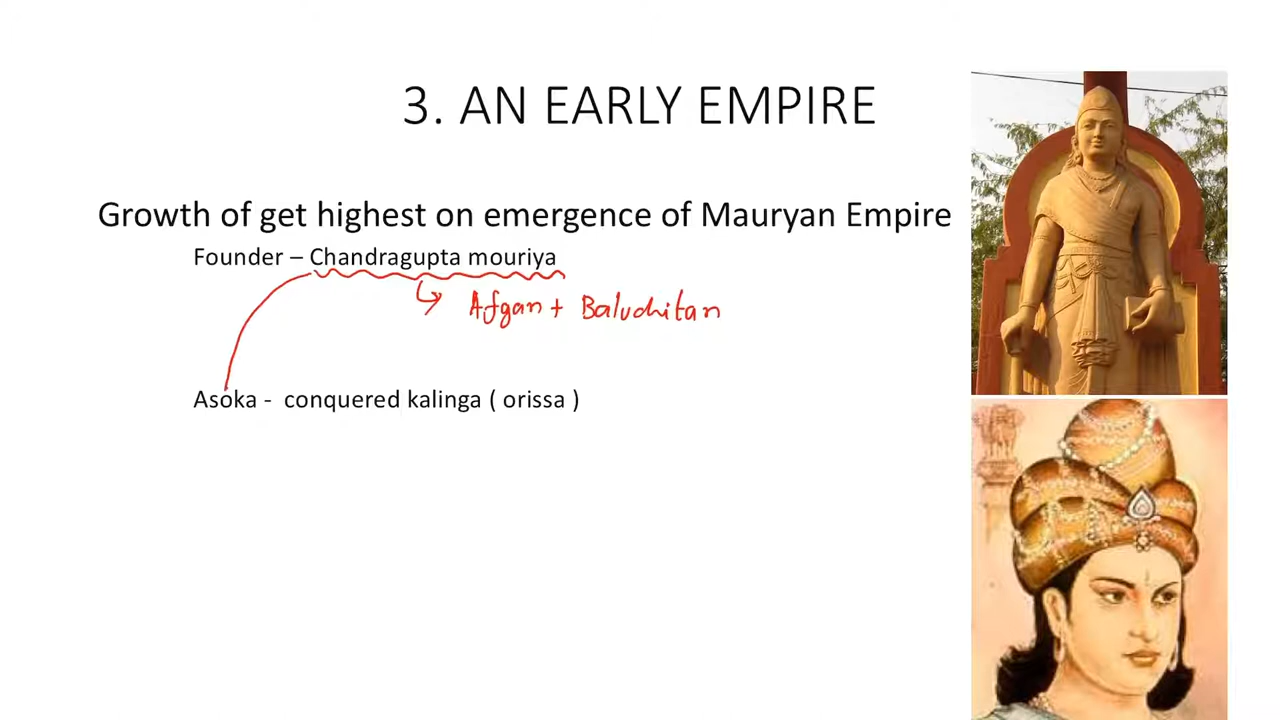 3. AN EARLY EMPIRE
Growth of get highest on emergence of Mauryan Empire
Founder – Chandragupta mouriya
Afgan + Baluchitan
Asoka - conquered kalinga ( orissa )